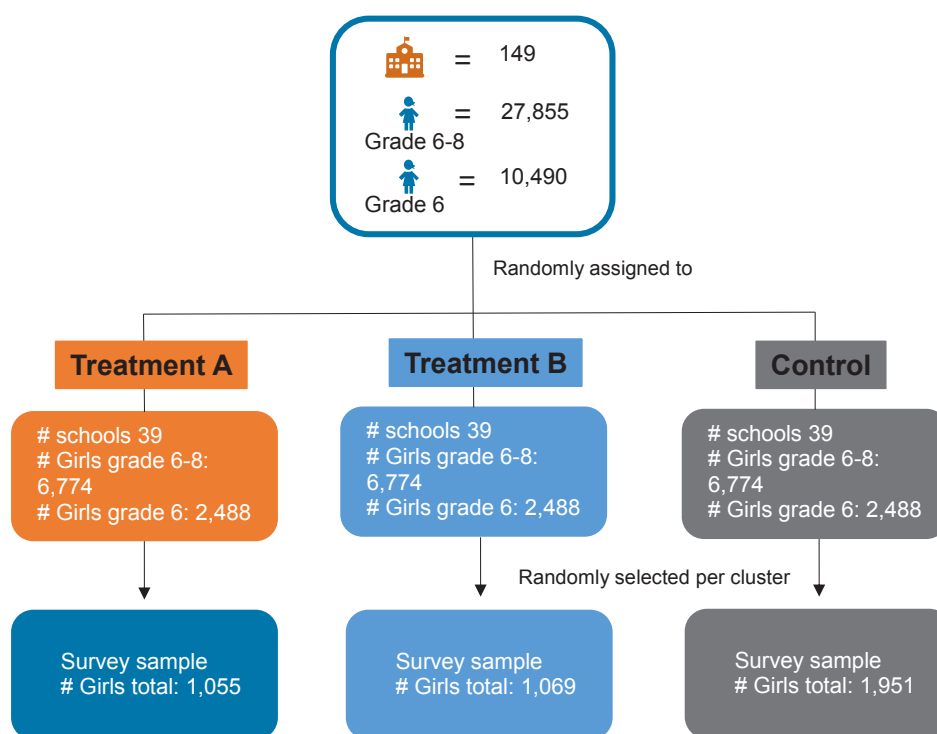 = 149
= 27,855
Grade 6-8
= 10,490
Grade 6
Randomly assigned to
Treatment A
Treatment B
Control
# schools 39
# Girls grade 6-8:
6,774
# Girls grade 6: 2,488
# schools 39
# Girls grade 6-8:
6,774
# Girls grade 6: 2,488
# schools 39
# Girls grade 6-8:
6,774
# Girls grade 6: 2,488
Randomly selected per cluster
Survey sample
# Girls total: 1,055
Survey sample
# Girls total: 1,069
Survey sample
# Girls total: 1,951